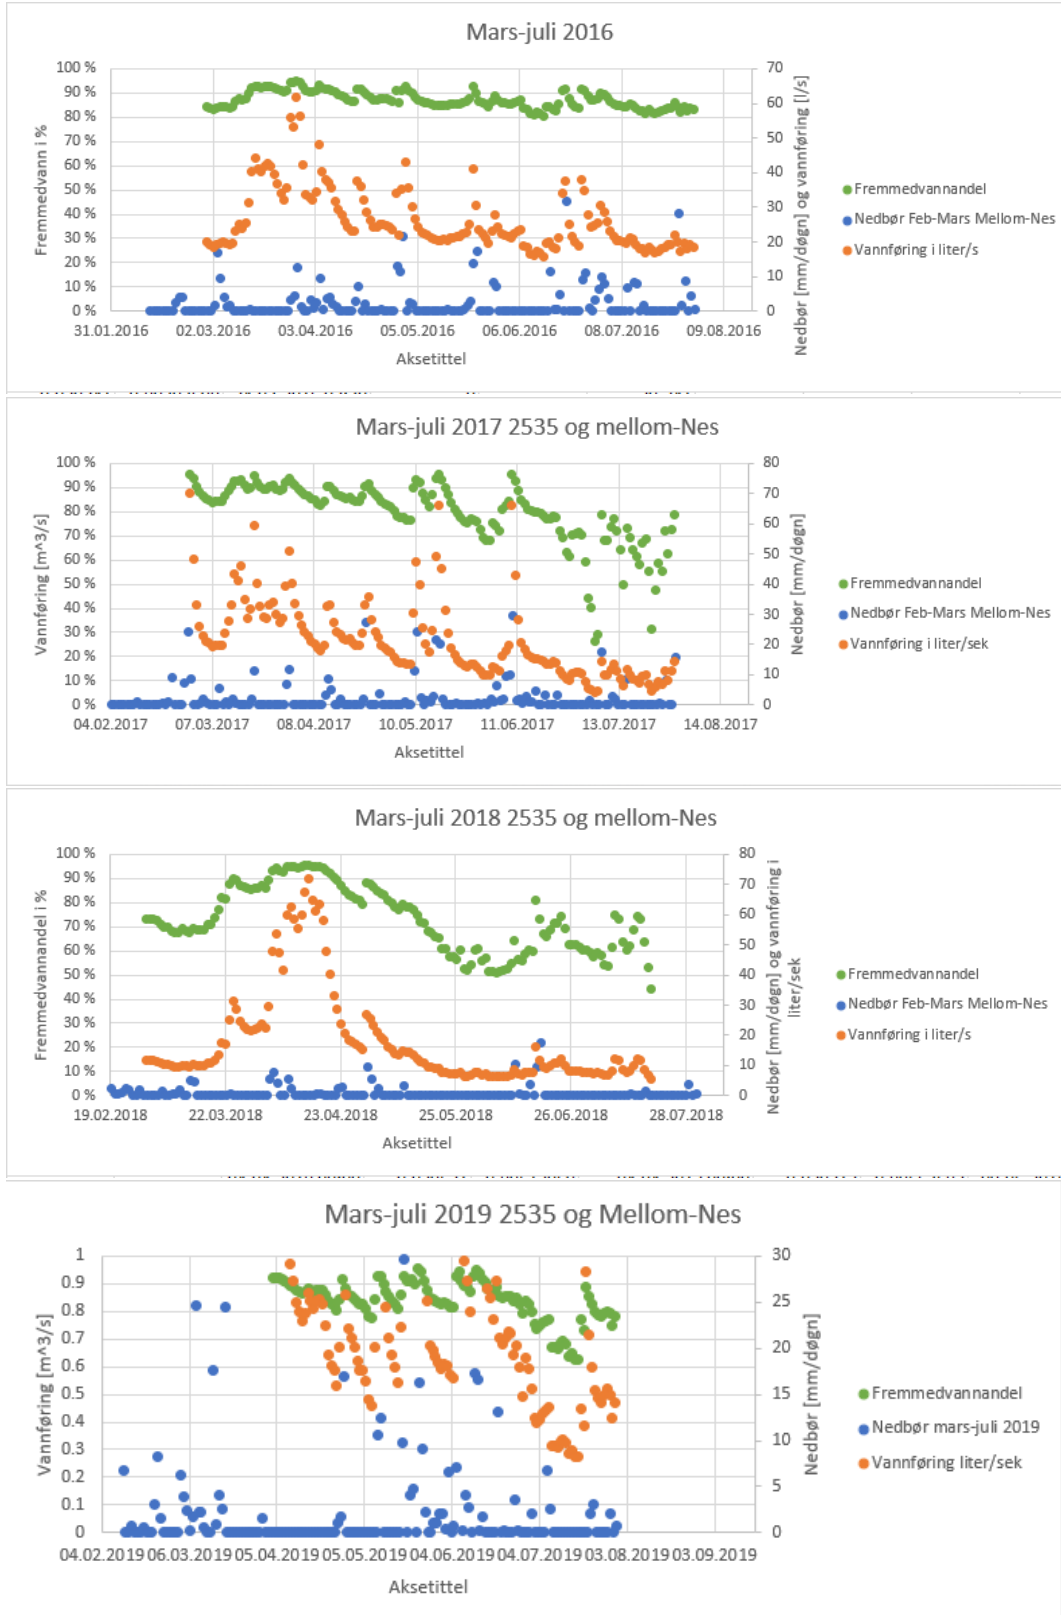 Mars-juli 2016
100 %
90 %
80 %
70 %
60 %
50 %
40 %
30 %
20 %
10 %
0 %
Fremmedvann i %
70
60
50
40
30
20
10
0
Nedbør [mm/døgn] og vannføring [l/s]
31.01.2016 02.03.2016 03.04.2016 05.05.2016 06.06.2016 08.07.2016 09.08.2016
Aksetittel
Fremmedvannandel
Nedbør Feb-Mars Mellom-Nes
Vannføring i liter/s
Mars-juli 2017 2535 og mellom-Nes
100 %
90 %
80 %
70 %
60 %
50 %
40 %
30 %
20 %
10 %
0 %
Vannføring [m^3/s]
80
70
60
50
40
30
20
10
0
Nedbør [mm/døgn]
04.02.2017 07.03.2017 08.04.2017 10.05.2017 11.06.2017 13.07.2017 14.08.2017
Aksetittel
Fremmedvannandel
Nedbør Feb-Mars Mellom-Nes
Vannføring i liter/sek
Mars-juli 2018 2535 og mellom-Nes
100 %
90 %
80 %
70 %
60 %
50 %
40 %
30 %
20 %
10 %
0 %
Fremmedvannandel i %
80
70
60
50
40
30
20
10
0
Nedbør [mm/døgn] og vannføring i
liter/sek
19.02.2018 22.03.2018 23.04.2018 25.05.2018 26.06.2018 28.07.2018
Aksetittel
Fremmedvannandel
Nedbør Feb-Mars Mellom-Nes
Vannføring i liter/s
Mars-juli 2019 2535 og Mellom-Nes
1
0.9
0.8
0.7
0.6
0.5
0.4
0.3
0.2
0.1
0
Vannføring [m^3/s]
30
25
20
15
10
5
0
Nedbør [mm/døgn]
04.02.2019 06.03.2019 05.04.2019 05.05.2019 04.06.2019 04.07.2019 03.08.2019 03.09.2019
Aksetittel
Fremmedvannandel
Nedbør mars-juli 2019
Vannføring liter/sek